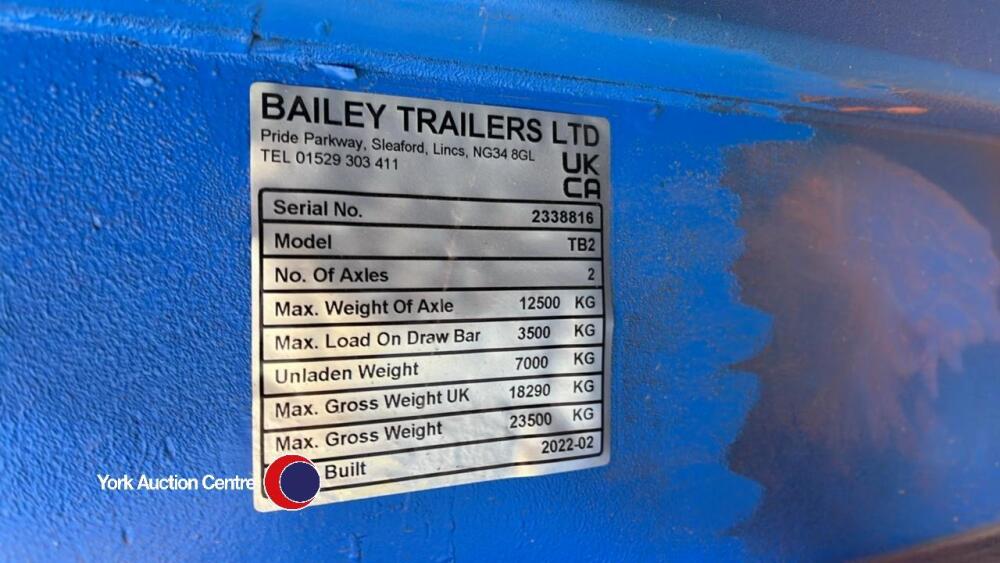 BAILEY TRAILERS LTD
Pride Parkway, Sleaford, Lincs, NG34 8GL
TEL 01529 303 411
UK
CA
Serial No. 2338816
Model TB2
No. Of Axles 2
Max. Weight Of Axle 12500 KG
Max. Load On Draw Bar 3500 KG
Unladen Weight 7000 KG
Max. Gross Weight UK 18290 KG
Max. Gross Weight 23500 KG
Built 2022-02
York Auction Centre